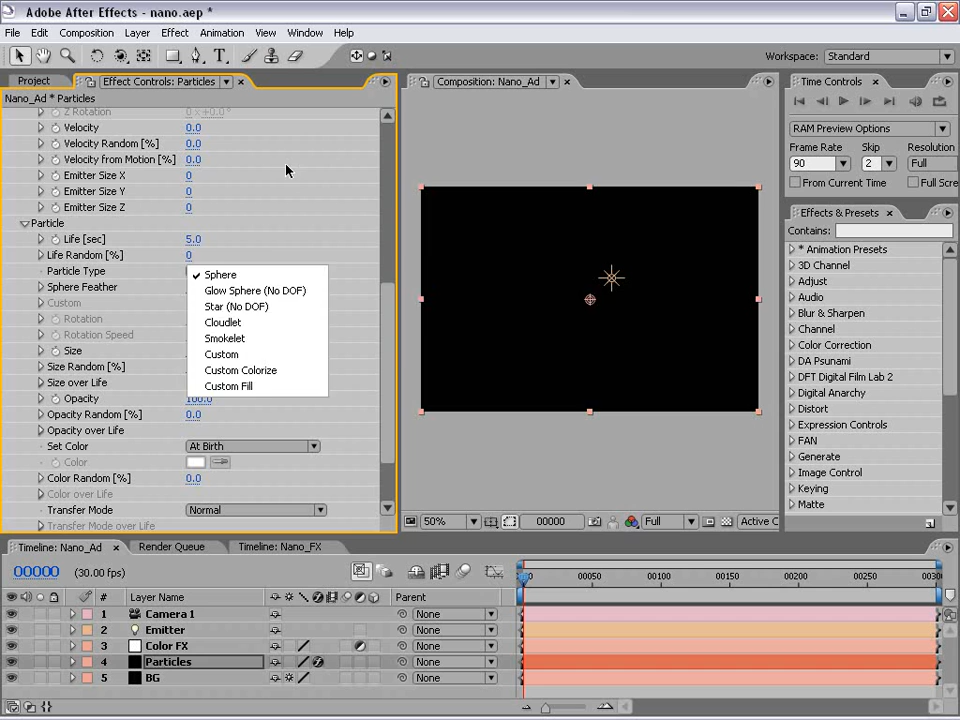 Adobe After Effects - nano.aep *
File Edit Composition Layer Effect Animation View Window Help
Workspace: Standard
Project Effect Controls: Particles
Composition: Nano_Ad
Time Controls
Nano_Ad * Particles
Z Rotation 0 x+0.0°
Velocity 0.0
Velocity Random [%] 0.0
Velocity from Motion [%] 0.0
Emitter Size X 0
Emitter Size Y 0
Emitter Size Z 0
Particle
Life [sec] 5.0
Life Random [%] 0
Particle Type
Sphere Feather
Custom
Rotation
Rotation Speed
Size
Size Random [%]
Size over Life
Opacity 100.0
Opacity Random [%] 0.0
Opacity over Life
Set Color At Birth
Color
Color Random [%] 0.0
Color over Life
Transfer Mode Normal
Transfer Mode over Life
Sphere
Glow Sphere (No DOF)
Star (No DOF)
Cloudlet
Smokelet
Custom
Custom Colorize
Custom Fill
50% 00000 Full Active C
RAM Preview Options
Frame Rate Skip Resolution
90 2 Full
From Current Time Full Scre
Effects & Presets
Contains:
* Animation Presets
3D Channel
Adjust
Audio
Blur & Sharpen
Channel
Color Correction
DA Psunami
DFT Digital Film Lab 2
Digital Anarchy
Distort
Expression Controls
FAN
Generate
Image Control
Keying
Matte
Timeline: Nano_Ad Render Queue Timeline: Nano_FX
00000 (30.00 fps)
0 00050 00100 00150 00200 00250 0030
# Layer Name Parent
1 Camera 1 None
2 Emitter None
3 Color FX None
4 Particles None
5 BG None